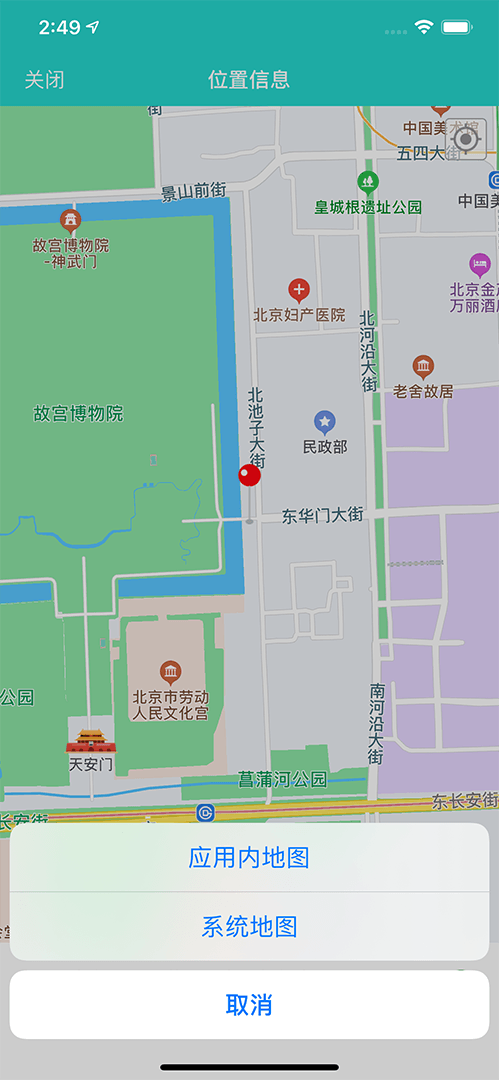 2:49
关闭
位置信息
街
中国美术馆
五四大街
景山前街
皇城根遗址公园
中国美
故宫博物院
-神武门
北京金
万丽酒
北京妇产医院
北河沿大街
老舍故居
故宫博物院
北池子大街
民政部
东华门大街
北京市劳动
人民文化宫
公园
南河沿大街
天安门
菖蒲河公园
东长安街
长安街
应用内地图
系统地图
取消